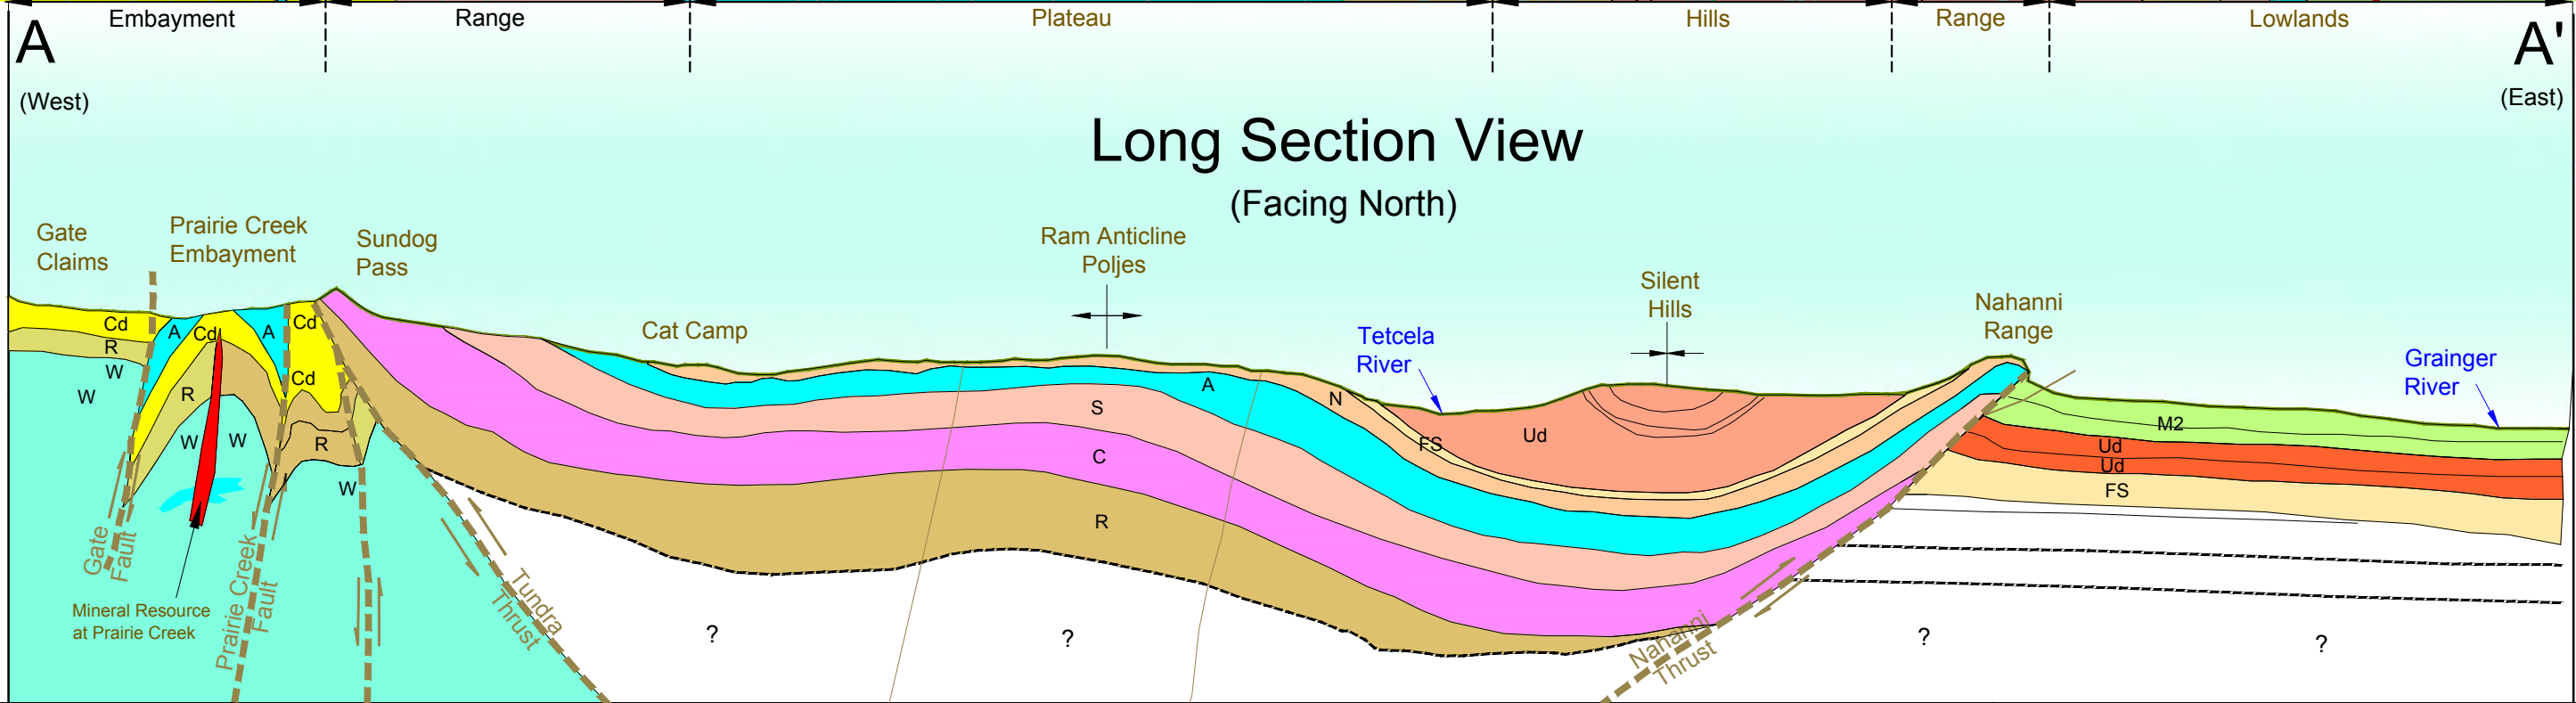 Embayment
Range
Plateau
Hills
Range
Lowlands
A
A'
(West)
(East)
Long Section View
(Facing North)
Gate
Claims
Prairie Creek
Embayment
Sundog
Pass
Cat Camp
Ram Anticline
Poljes
Tetcela
River
Silent
Hills
Nahanni
Range
Grainger
River
Cd
A
Cd
A
Cd
R
W
W
R
Cd
W
W
R
W
A
S
C
R
N
FS
Ud
M2
Ud
Ud
FS
Gate
Fault
Prairie Creek
Fault
Mineral Resource
at Prairie Creek
Tundra
Thrust
Nahanni
Thrust
?
?
?
?